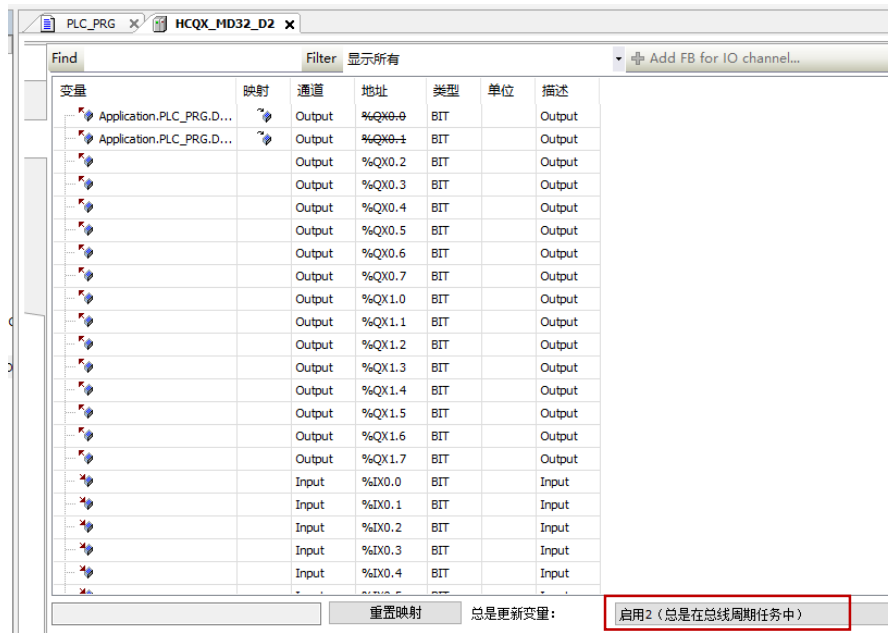 PLC_PRG HCQX_MD32_D2
Find Filter 显示所有 Add FB for IO channel...
变量 映射 通道 地址 类型 单位 描述
Application.PLC_PRG.D... Output %QX0.0 BIT Output
Application.PLC_PRG.D... Output %QX0.1 BIT Output
Output %QX0.2 BIT Output
Output %QX0.3 BIT Output
Output %QX0.4 BIT Output
Output %QX0.5 BIT Output
Output %QX0.6 BIT Output
Output %QX0.7 BIT Output
Output %QX1.0 BIT Output
Output %QX1.1 BIT Output
Output %QX1.2 BIT Output
Output %QX1.3 BIT Output
Output %QX1.4 BIT Output
Output %QX1.5 BIT Output
Output %QX1.6 BIT Output
Output %QX1.7 BIT Output
Input %IX0.0 BIT Input
Input %IX0.1 BIT Input
Input %IX0.2 BIT Input
Input %IX0.3 BIT Input
Input %IX0.4 BIT Input
重置映射 总是更新变量： 启用2（总是在总线周期任务中）